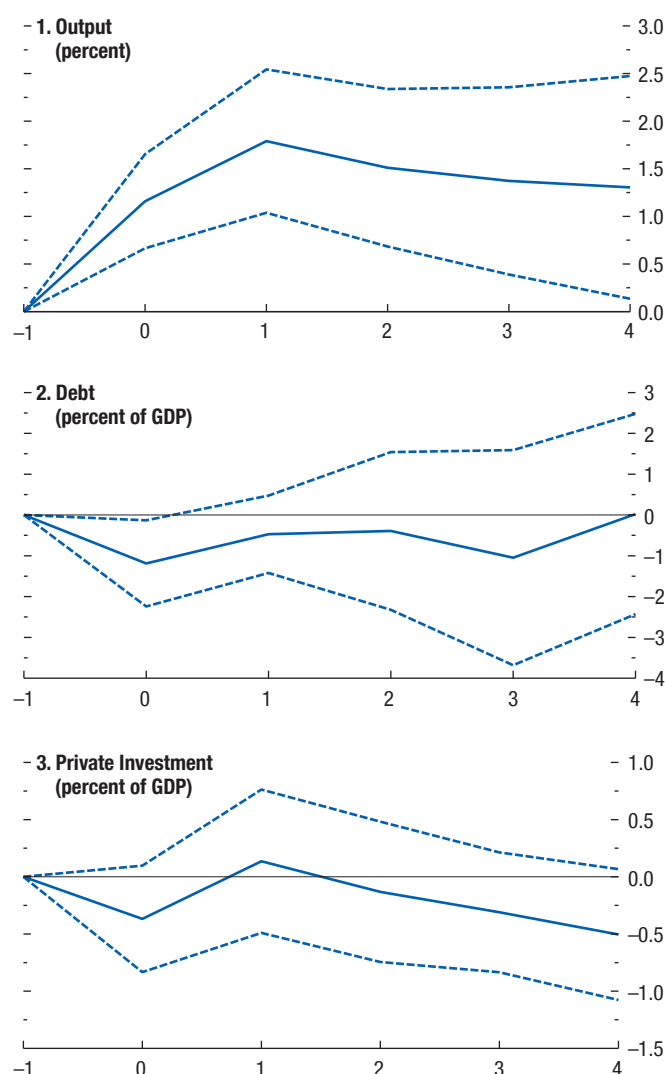 1. Output
(percent)
3.0
2.5
2.0
1.5
1.0
0.5
0.0
–1 0 1 2 3 4
2. Debt
(percent of GDP)
3
2
1
0
–1
–2
–3
–4
–1 0 1 2 3 4
3. Private Investment
(percent of GDP)
1.0
0.5
0.0
–0.5
–1.0
–1.5
–1 0 1 2 3 4